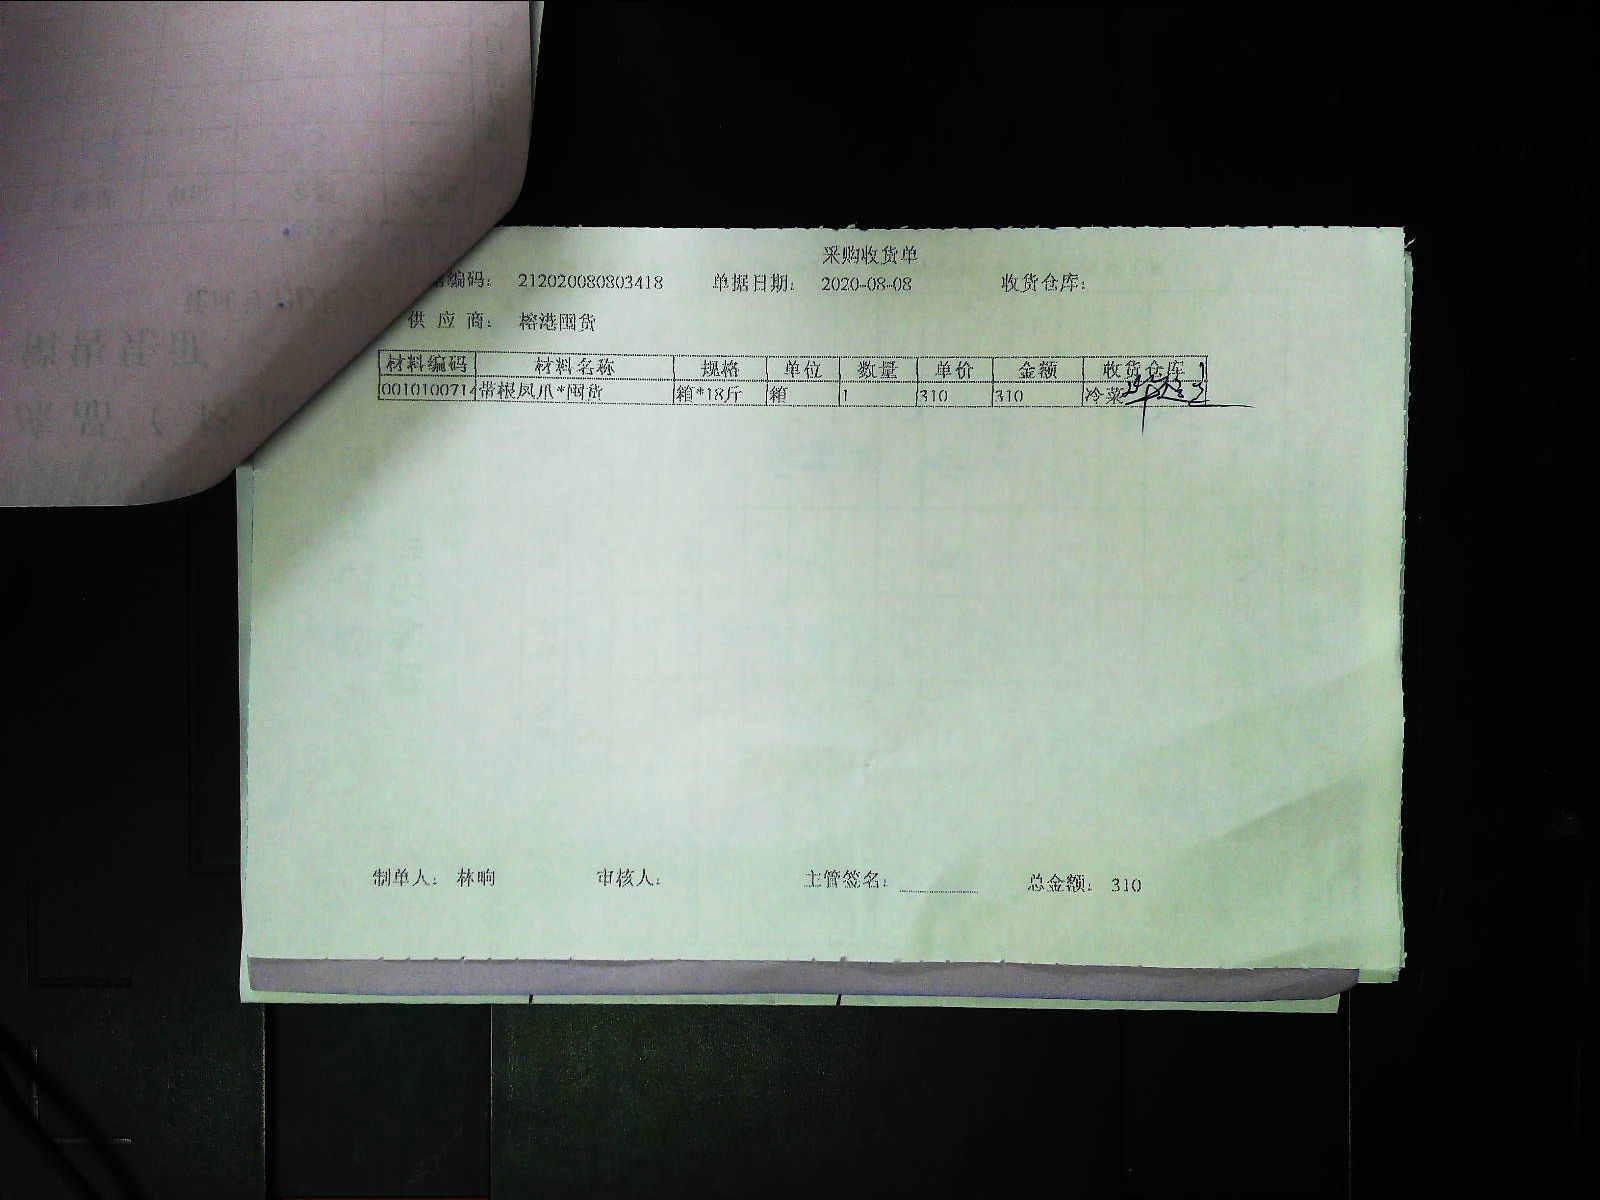 采购收货单
编码： 212020080803418 单据日期： 2020-08-08 收货仓库：
供 应 商： 榕港囤货
材料编码 材料名称 规格 单位 数量 单价 金额 收货仓库
0010100714 带根凤爪*囤货 箱*18斤 箱 1 310 310 冷菜
制单人： 林响 审核人： 主管签名： 总金额： 310